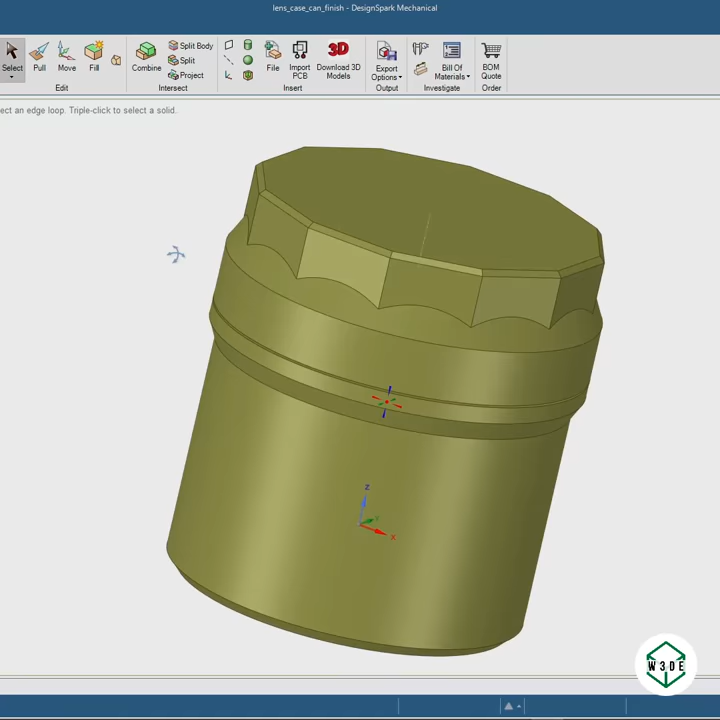 lens_case_can_finish - DesignSpark Mechanical
Select
Pull
Move
Fill
Edit
Combine
Split Body
Split
Project
Intersect
File
Import
PCB
3D
Download 3D
Models
Insert
Export
Options
Output
Bill Of
Materials
Investigate
BOM
Quote
Order
ect an edge loop. Triple-click to select a solid.
Z
Y
X
W3DE